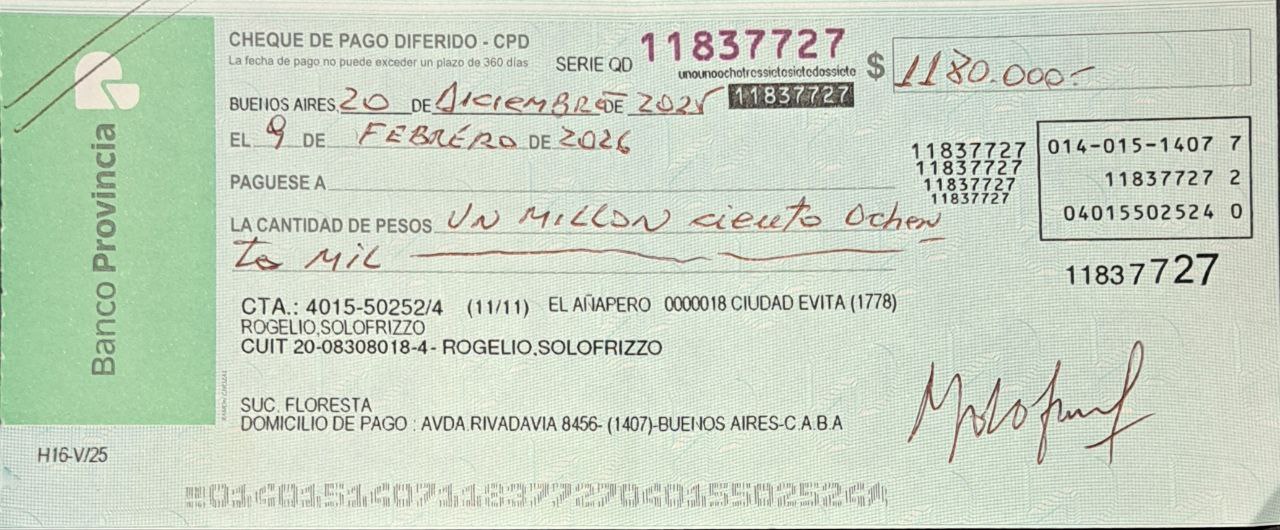 Banco Provincia
CHEQUE DE PAGO DIFERIDO - CPD
La fecha de pago no puede exceder un plazo de 360 días
SERIE QD 11837727
unounoochotressietesietedossiete
11837727
$ 1180.000.-
BUENOS AIRES, 20 DE DICIEMBRE DE 2025
EL 9 DE FEBRERO DE 2026
PAGUESE A
11837727
11837727
11837727
11837727
014-015-1407 7
11837727 2
04015502524 0
LA CANTIDAD DE PESOS UN MILLON ciento Ochen
ta MIL
11837727
CTA.: 4015-50252/4 (11/11) EL AÑAPERO 0000018 CIUDAD EVITA (1778)
ROGELIO,SOLOFRIZZO
CUIT 20-08308018-4- ROGELIO,SOLOFRIZZO
SUC. FLORESTA
DOMICILIO DE PAGO : AVDA.RIVADAVIA 8456- (1407)-BUENOS AIRES-C.A.B.A
H16-V/25